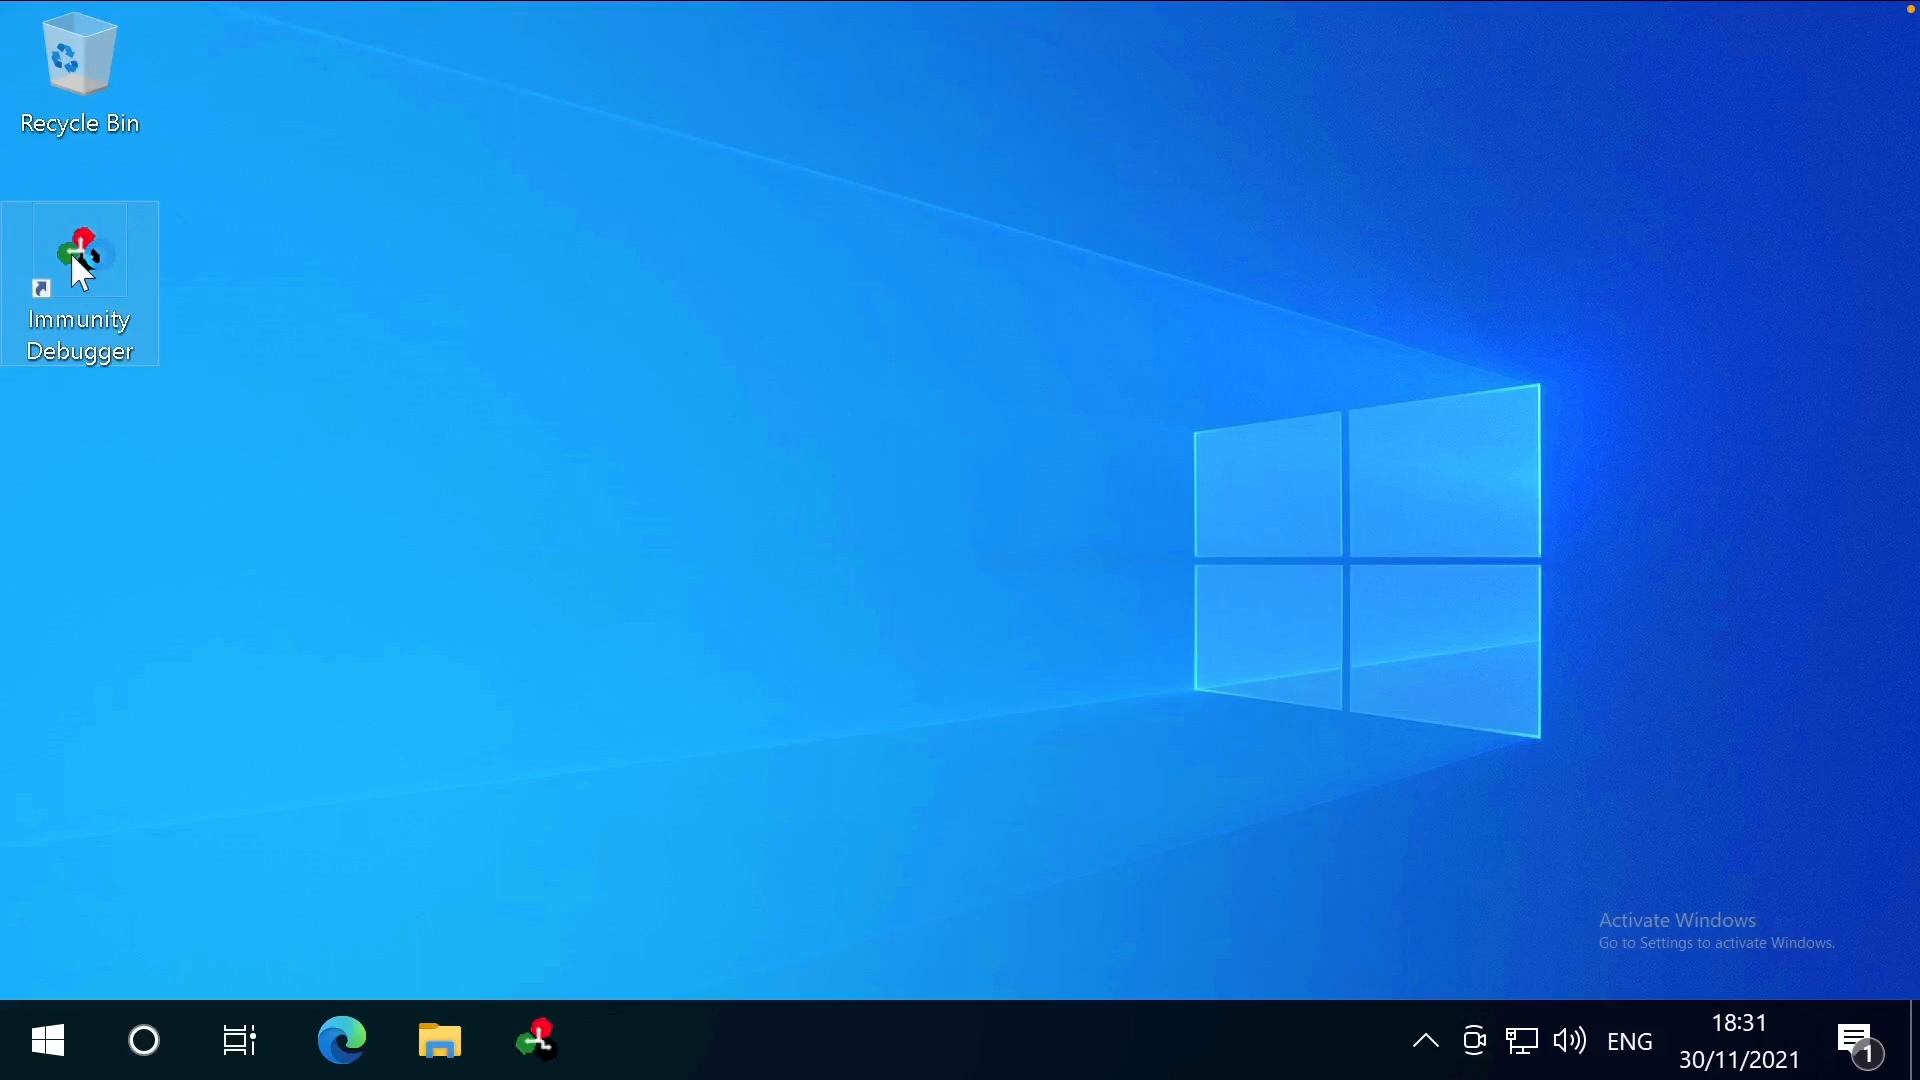 Recycle Bin
Immunity
Debugger
Activate Windows
Go to Settings to activate Windows.
ENG
18:31
30/11/2021
1